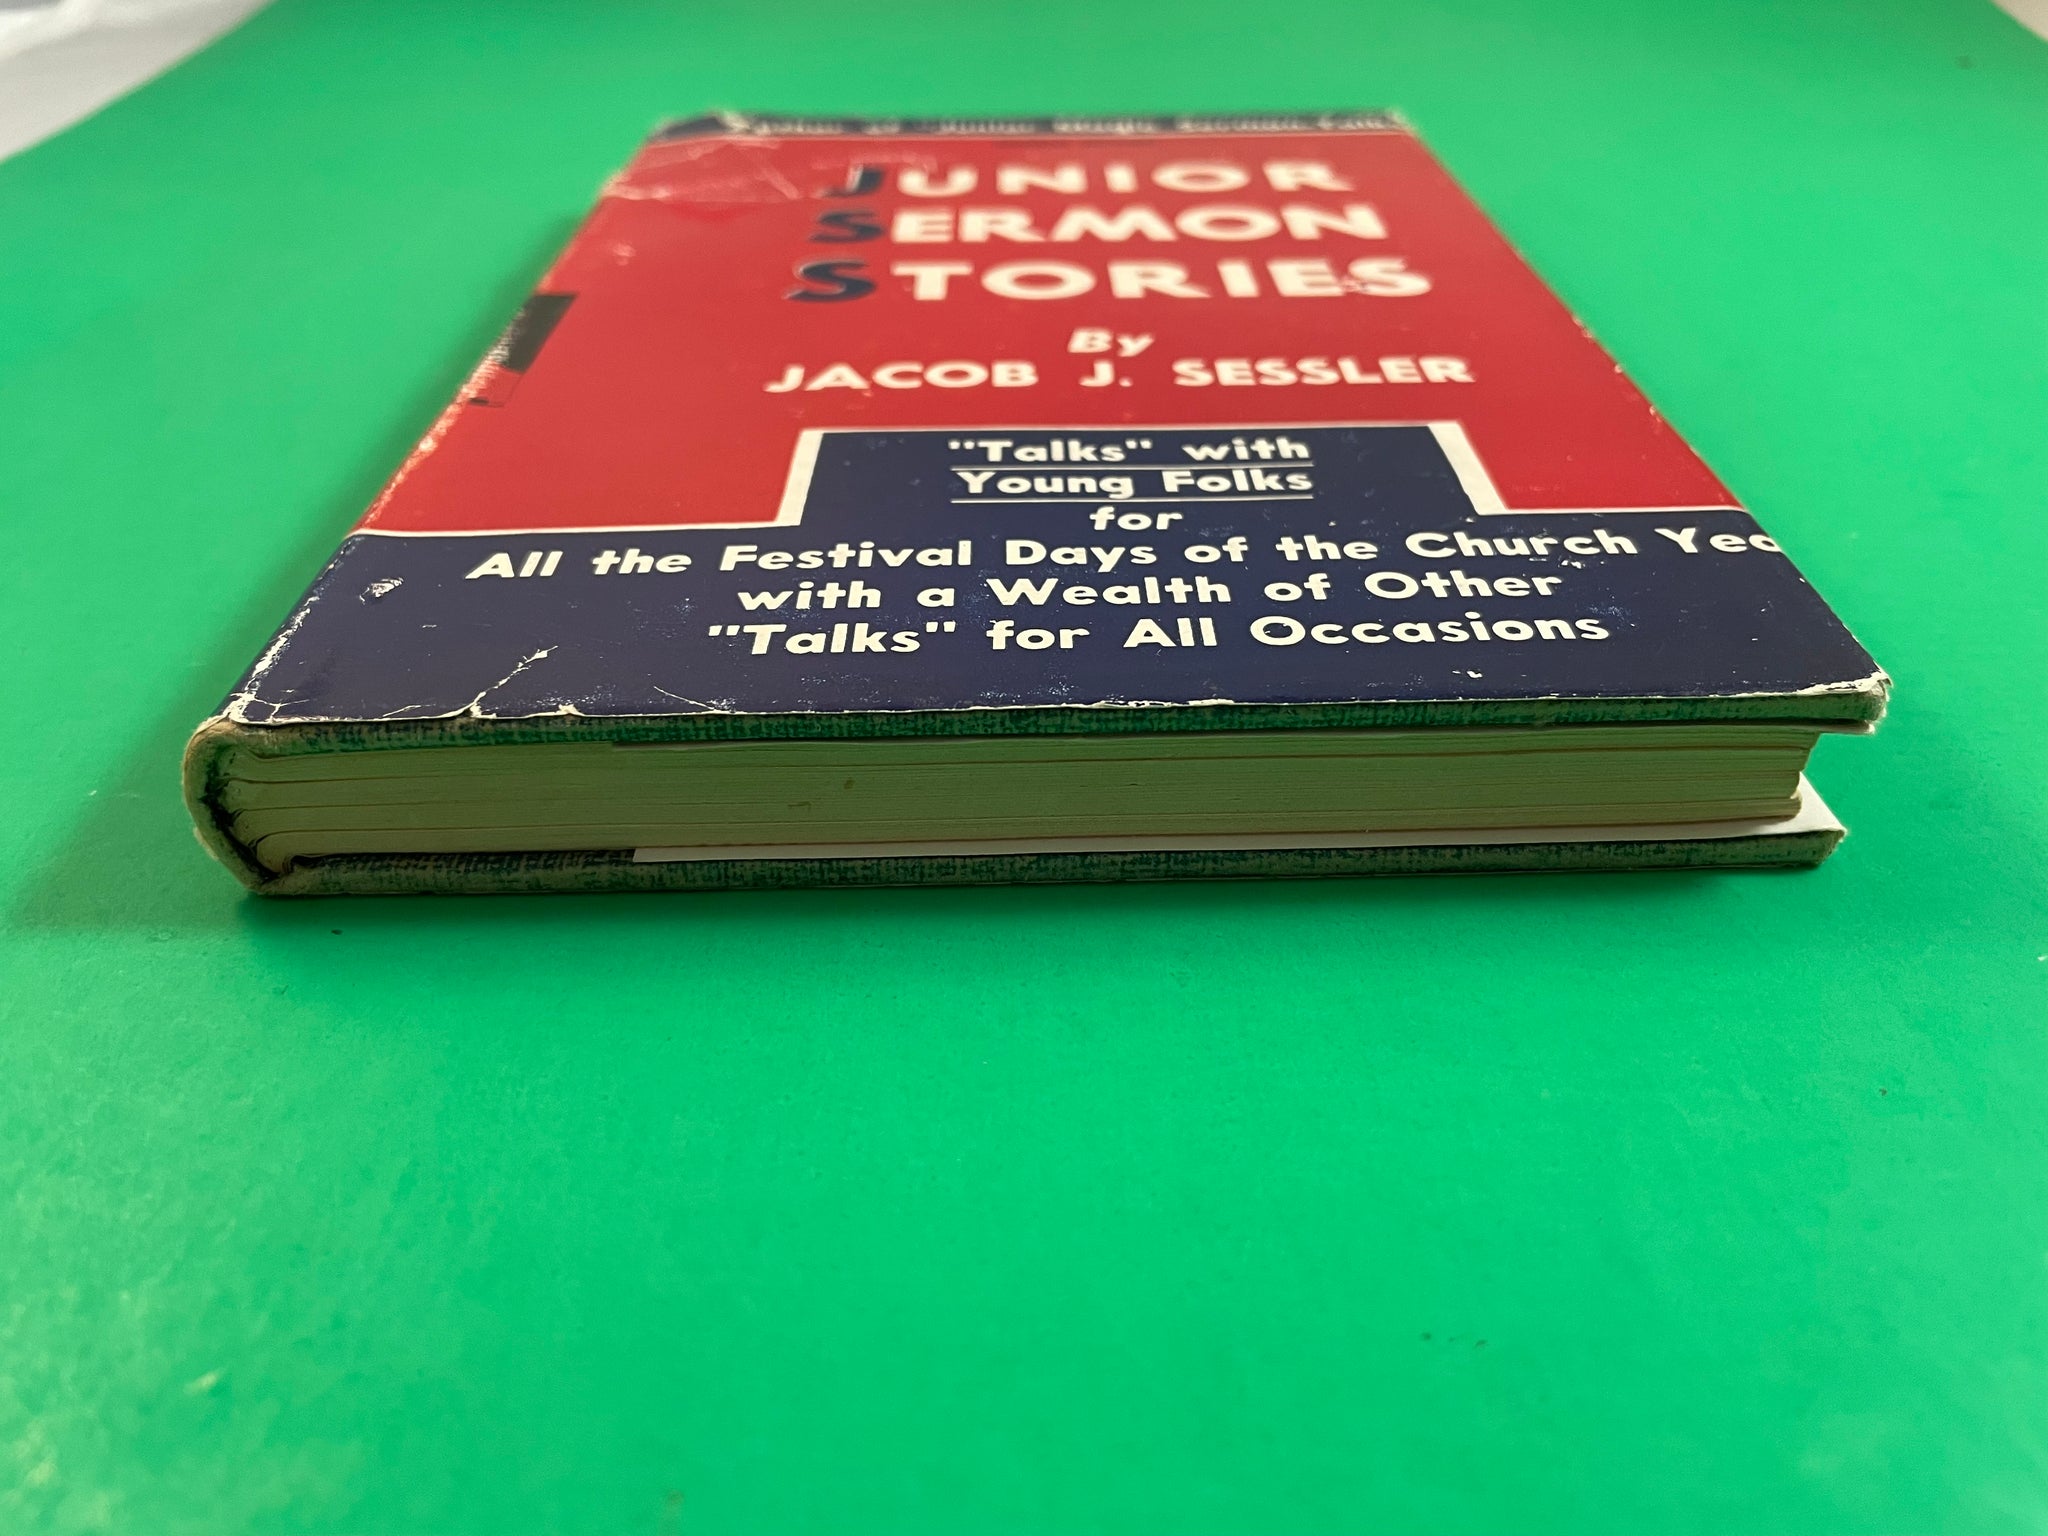 JUNIOR
SERMON
STORIES
By
JACOB J. SESSLER
"Talks" with
Young Folks
for
All the Festival Days of the Church Yea
with a Wealth of Other
"Talks" for All Occasions